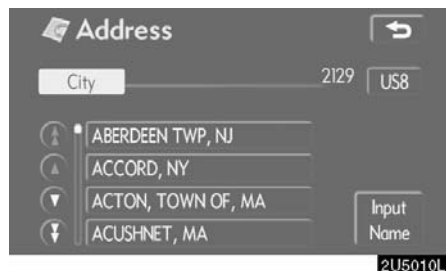 Address
City
2129 US8
ABERDEEN TWP, NJ
ACCORD, NY
ACTON, TOWN OF, MA
ACUSHNET, MA
Input
Name
2U5010L